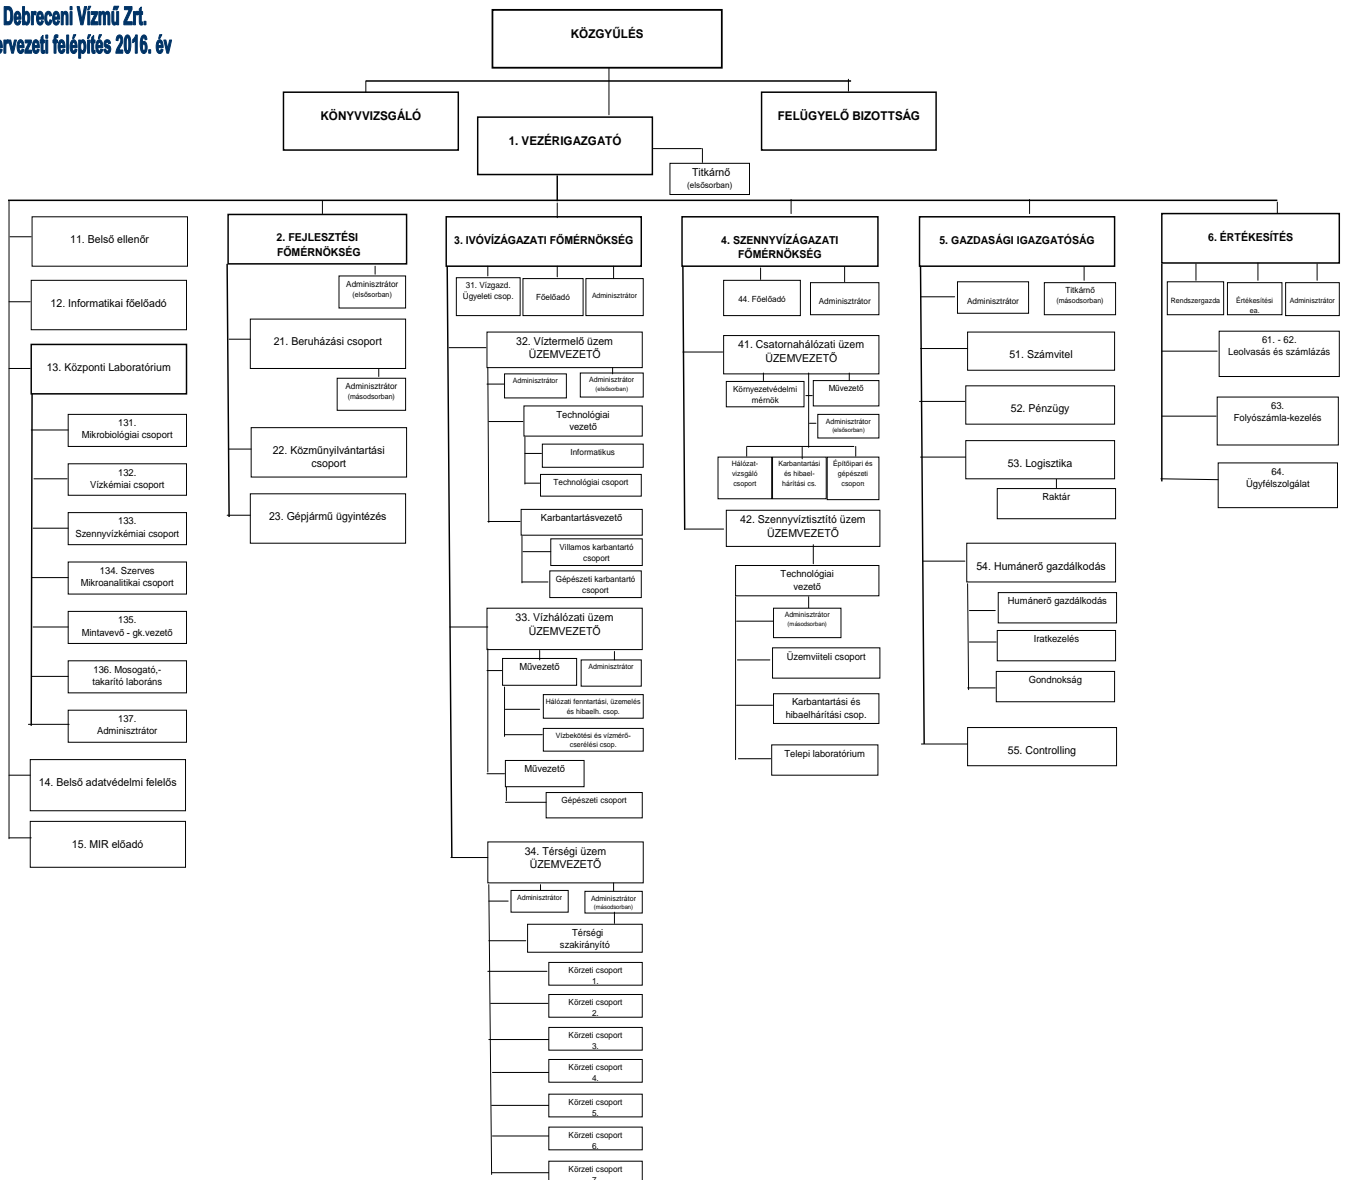 Debreceni Vízmű Zrt.
ervezeti felépítés 2016. év
KÖZGYŰLÉS
KÖNYVVIZSGÁLÓ
FELÜGYELŐ BIZOTTSÁG
1. VEZÉRIGAZGATÓ
Titkárnő
(elsősorban)
11. Belső ellenőr
12. Informatikai főelőadó
13. Központi Laboratórium
131.
Mikrobiológiai csoport
132.
Vízkémiai csoport
133.
Szennyvízkémiai csoport
134. Szerves
Mikroanalitikai csoport
135.
Mintavevő - gk.vezető
136. Mosogató,-
takarító laboráns
137.
Adminisztrátor
14. Belső adatvédelmi felelős
15. MIR előadó
2. FEJLESZTÉSI
FŐMÉRNÖKSÉG
Adminisztrátor
(elsősorban)
21. Beruházási csoport
Adminisztrátor
(másodsorban)
22. Közműnyilvántartási
csoport
23. Gépjármű ügyintézés
3. IVÓVÍZÁGAZATI FŐMÉRNÖKSÉG
31. Vízgazd.
Ügyeleti csop.
Főelőadó
Adminisztrátor
32. Víztermelő üzem
ÜZEMVEZETŐ
Adminisztrátor
Adminisztrátor
(elsősorban)
Technológiai
vezető
Informatikus
Technológiai csoport
Karbantartásvezető
Villamos karbantartó
csoport
Gépészeti karbantartó
csoport
33. Vízhálózati üzem
ÜZEMVEZETŐ
Művezető
Adminisztrátor
Hálózati fenntartási, üzemelés
és hibaelh. csop.
Vízbekötési és vízmérő-
cserélési csop.
Művezető
Gépészeti csoport
34. Térségi üzem
ÜZEMVEZETŐ
Adminisztrátor
Adminisztrátor
(másodsorban)
Térségi
szakirányító
Körzeti csoport
1.
Körzeti csoport
2.
Körzeti csoport
3.
Körzeti csoport
4.
Körzeti csoport
5.
Körzeti csoport
6.
Körzeti csoport
7.
4. SZENNYVÍZÁGAZATI
FŐMÉRNÖKSÉG
44. Főelőadó
Adminisztrátor
41. Csatornahálózati üzem
ÜZEMVEZETŐ
Környezetvédelmi
mérnök
Művezető
Adminisztrátor
(elsősorban)
Hálózat-
vizsgáló
csoport
Karbantartási
és hibael-
hárítási cs.
Építőipari és
gépészeti
csopon
42. Szennyvíztisztító üzem
ÜZEMVEZETŐ
Technológiai
vezető
Adminisztrátor
(másodsorban)
Üzemviiteli csoport
Karbantartási és
hibaelhárítási csop.
Telepi laboratórium
5. GAZDASÁGI IGAZGATÓSÁG
Adminisztrátor
Titkárnő
(másodsorban)
51. Számvitel
52. Pénzügy
53. Logisztika
Raktár
54. Humánerő gazdálkodás
Humánerő gazdálkodás
Iratkezelés
Gondnokság
55. Controlling
6. ÉRTÉKESÍTÉS
Rendszergazda
Értékesítési
ea.
Adminisztrátor
61. - 62.
Leolvasás és számlázás
63.
Folyószámla-kezelés
64.
Ügyfélszolgálat